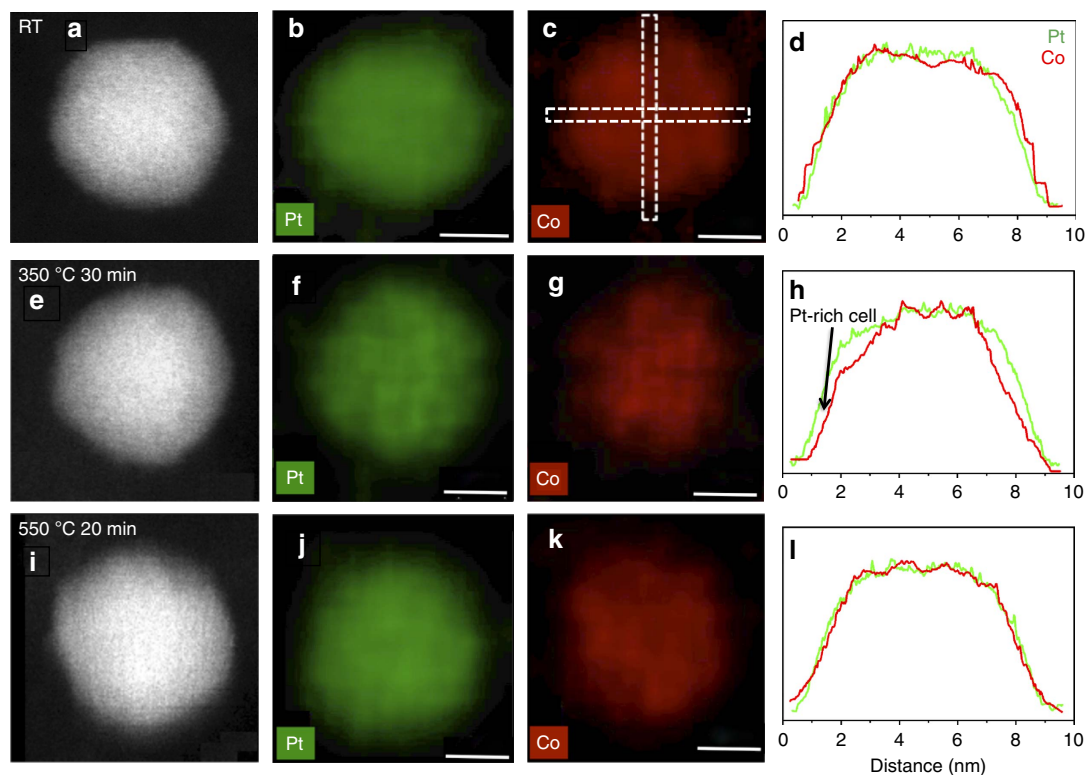 RT
a
b
c
d
Pt
Co
Pt
Co
0 2 4 6 8 10
350 °C 30 min
e
f
g
h
Pt-rich cell
Pt
Co
0 2 4 6 8 10
550 °C 20 min
i
j
k
l
Pt
Co
0 2 4 6 8 10
Distance (nm)